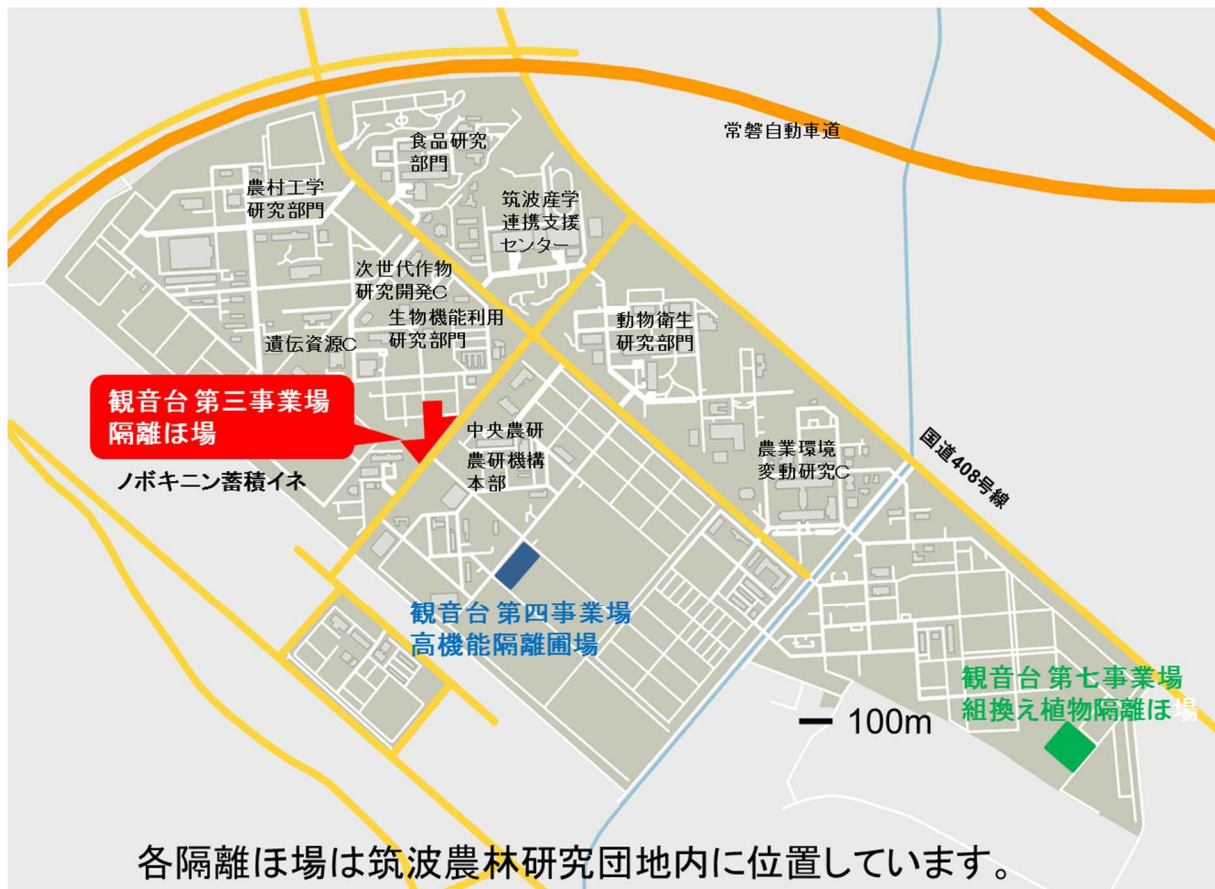 常磐自動車道
食品研究
部門
農村工学
研究部門
筑波産学
連携支援
センター
次世代作物
研究開発C
生物機能利用
研究部門
動物衛生
研究部門
遺伝資源C
観音台 第三事業場
隔離ほ場
ノボキニン蓄積イネ
中央農研
農研機構
本部
農業環境
変動研究C
国道408号線
観音台 第四事業場
高機能隔離圃場
観音台 第七事業場
組換え植物隔離ほ場
100m
各隔離ほ場は筑波農林研究団地内に位置しています。